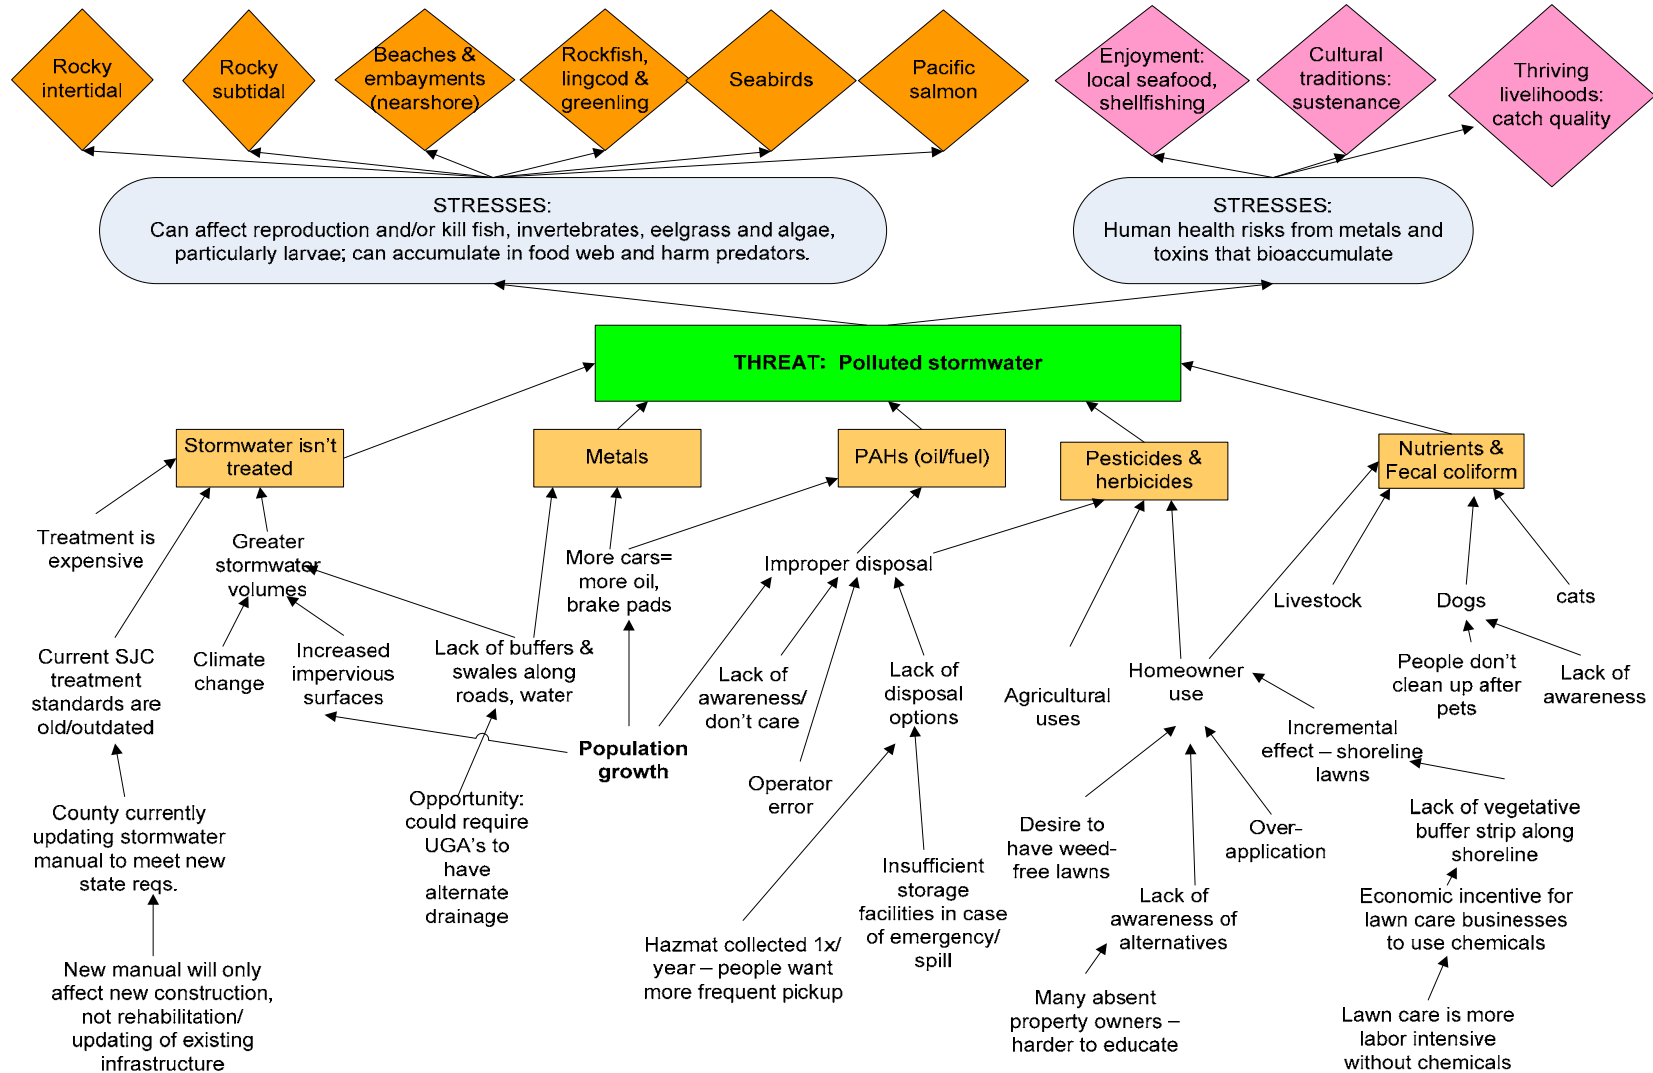 Rocky
intertidal
Rocky
subtidal
Beaches &
embayments
(nearshore)
Rockfish,
lingcod &
greenling
Seabirds
Pacific
salmon
Enjoyment:
local seafood,
shellfishing
Cultural
traditions:
sustenance
Thriving
livelihoods:
catch quality
STRESSES:
Can affect reproduction and/or kill fish, invertebrates, eelgrass and algae,
particularly larvae; can accumulate in food web and harm predators.
STRESSES:
Human health risks from metals and
toxins that bioaccumulate
THREAT:  Polluted stormwater
Stormwater isn't
treated
Metals
PAHs (oil/fuel)
Pesticides &
herbicides
Nutrients &
Fecal coliform
Treatment is
expensive
Greater
stormwater
volumes
More cars=
more oil,
brake pads
Improper disposal
Livestock
Dogs
cats
Current SJC
treatment
standards are
old/outdated
Climate
change
Increased
impervious
surfaces
Lack of buffers &
swales along
roads, water
Lack of
awareness/
don't care
Lack of
disposal
options
Agricultural
uses
Homeowner
use
People don't
clean up after
pets
Lack of
awareness
Population
growth
Operator
error
Incremental
effect – shoreline
lawns
County currently
updating stormwater
manual to meet new
state reqs.
Opportunity:
could require
UGA's to
have
alternate
drainage
Desire to
have weed-
free lawns
Over-
application
Lack of vegetative
buffer strip along
shoreline
Insufficient
storage
facilities in case
of emergency/
spill
Lack of
awareness of
alternatives
Economic incentive for
lawn care businesses
to use chemicals
Hazmat collected 1x/
year – people want
more frequent pickup
New manual will only
affect new construction,
not rehabilitation/
updating of existing
infrastructure
Many absent
property owners –
harder to educate
Lawn care is more
labor intensive
without chemicals